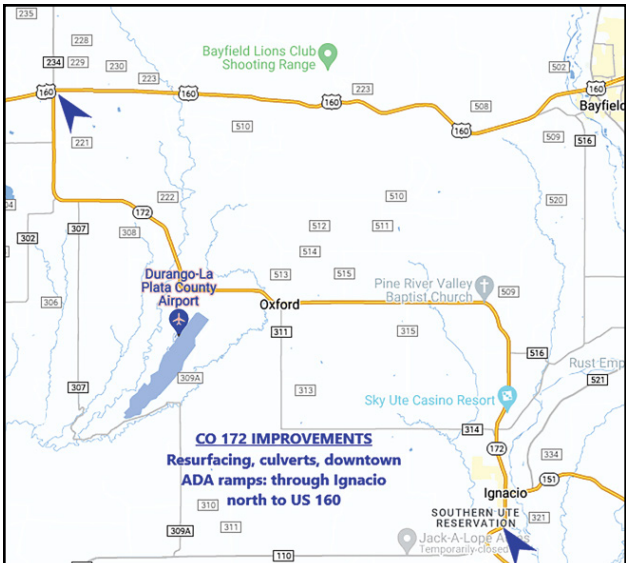 235
228
234
229
230
Bayfield Lions Club
Shooting Range
223
223
502
160
160
160
160
160
Bayfield
508
510
509
516
221
222
510
520
172
307
308
302
512
511
514
513
515
Durango-La
Plata County
Airport
306
Oxford
Pine River Valley
Baptist Church
509
311
315
516
Rust Emp
521
307
309A
313
Sky Ute Casino Resort
CO 172 IMPROVEMENTS
Resurfacing, culverts, downtown
ADA ramps: through Ignacio
north to US 160
314
172
334
151
Ignacio
310
SOUTHERN UTE
RESERVATION
321
309A
311
Jack-A-Lope
Temporarily closed
110